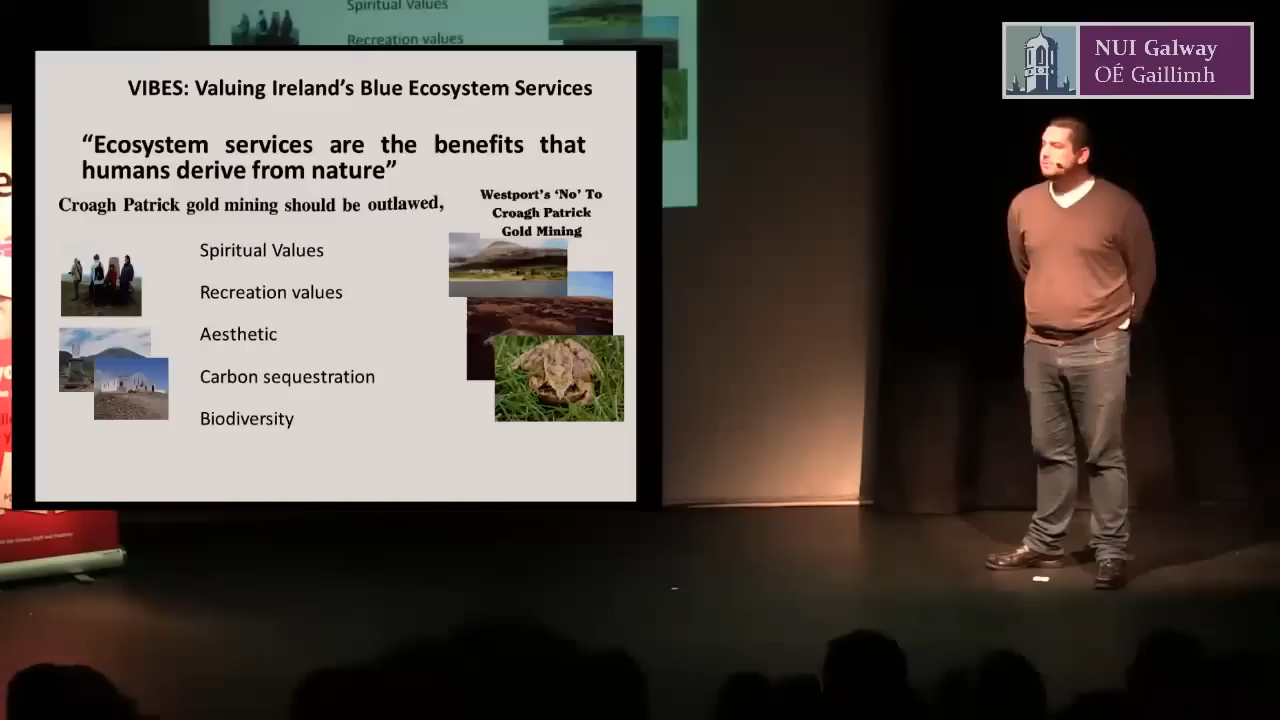 Spiritual Values
Recreation values
NUI Galway
OÉ Gaillimh
VIBES: Valuing Ireland's Blue Ecosystem Services
“Ecosystem services are the benefits that
humans derive from nature”
Croagh Patrick gold mining should be outlawed,
Westport's ‘No’ To
Croagh Patrick
Gold Mining
Spiritual Values
Recreation values
Aesthetic
Carbon sequestration
Biodiversity